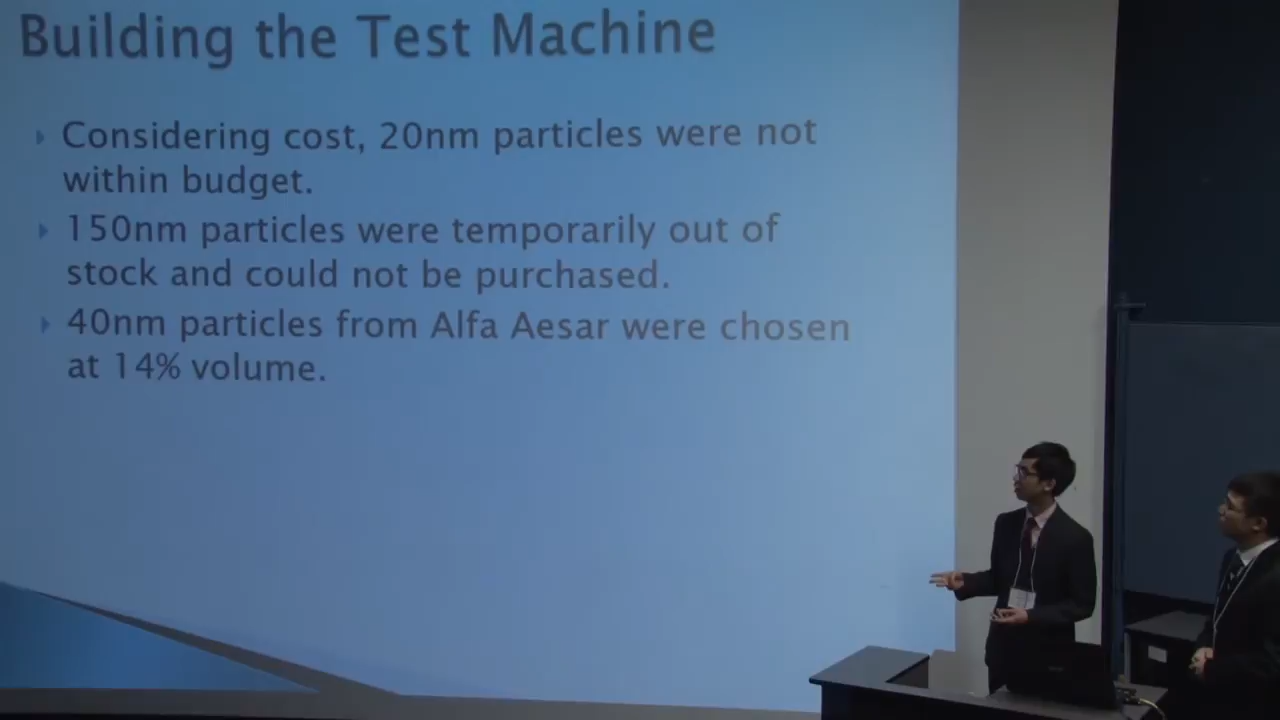 Building the Test Machine
Considering cost, 20nm particles were not
within budget.
150nm particles were temporarily out of
stock and could not be purchased.
40nm particles from Alfa Aesar were chosen
at 14% volume.